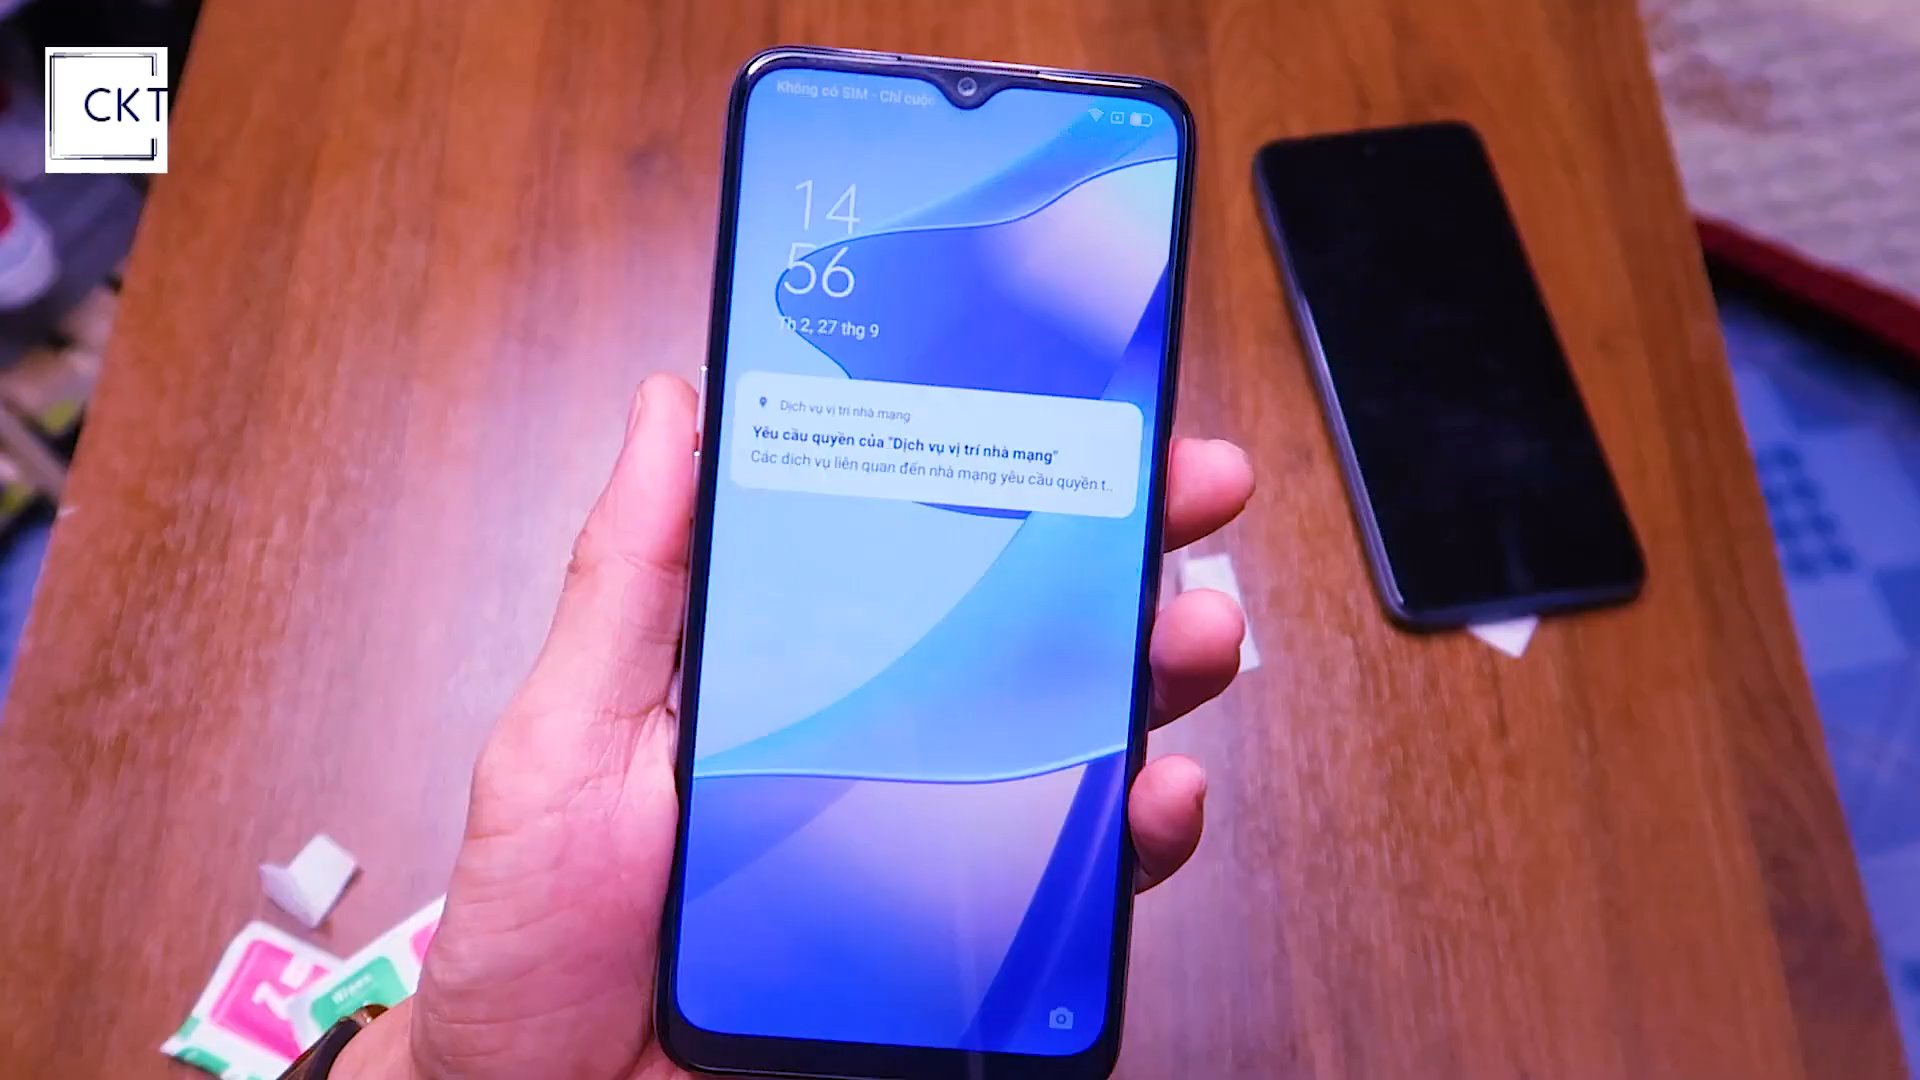 CKT
Không có SIM - Chỉ cuộc
14
56
Th 2, 27 thg 9
Dịch vụ vị trí nhà mạng
Yêu cầu quyền của "Dịch vụ vị trí nhà mạng"
Các dịch vụ liên quan đến nhà mạng yêu cầu quyền t..
Wipes